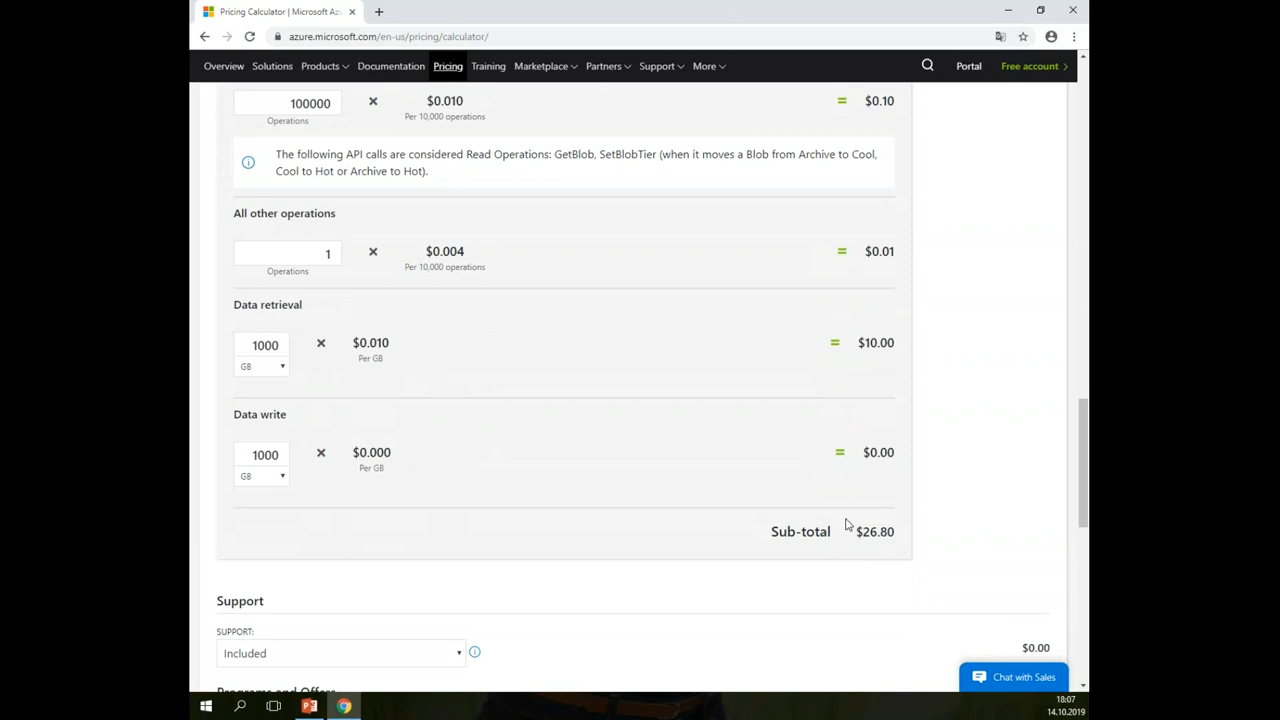 Pricing Calculator | Microsoft Az
azure.microsoft.com/en-us/pricing/calculator/
Overview Solutions Products Documentation Pricing Training Marketplace Partners Support More Portal Free account
100000 × $0.010 = $0.10
Operations Per 10,000 operations
The following API calls are considered Read Operations: GetBlob, SetBlobTier (when it moves a Blob from Archive to Cool,
Cool to Hot or Archive to Hot).
All other operations
1 × $0.004 = $0.01
Operations Per 10,000 operations
Data retrieval
1000 × $0.010 = $10.00
GB Per GB
Data write
1000 × $0.000 = $0.00
GB Per GB
Sub-total $26.80
Support
SUPPORT:
Included $0.00
Programs and Offers
Chat with Sales
18:07
14.10.2019